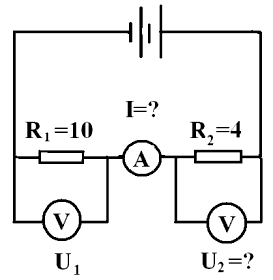 I=?
R₁=10 R₂=4
A
V V
U₁ U₂=?